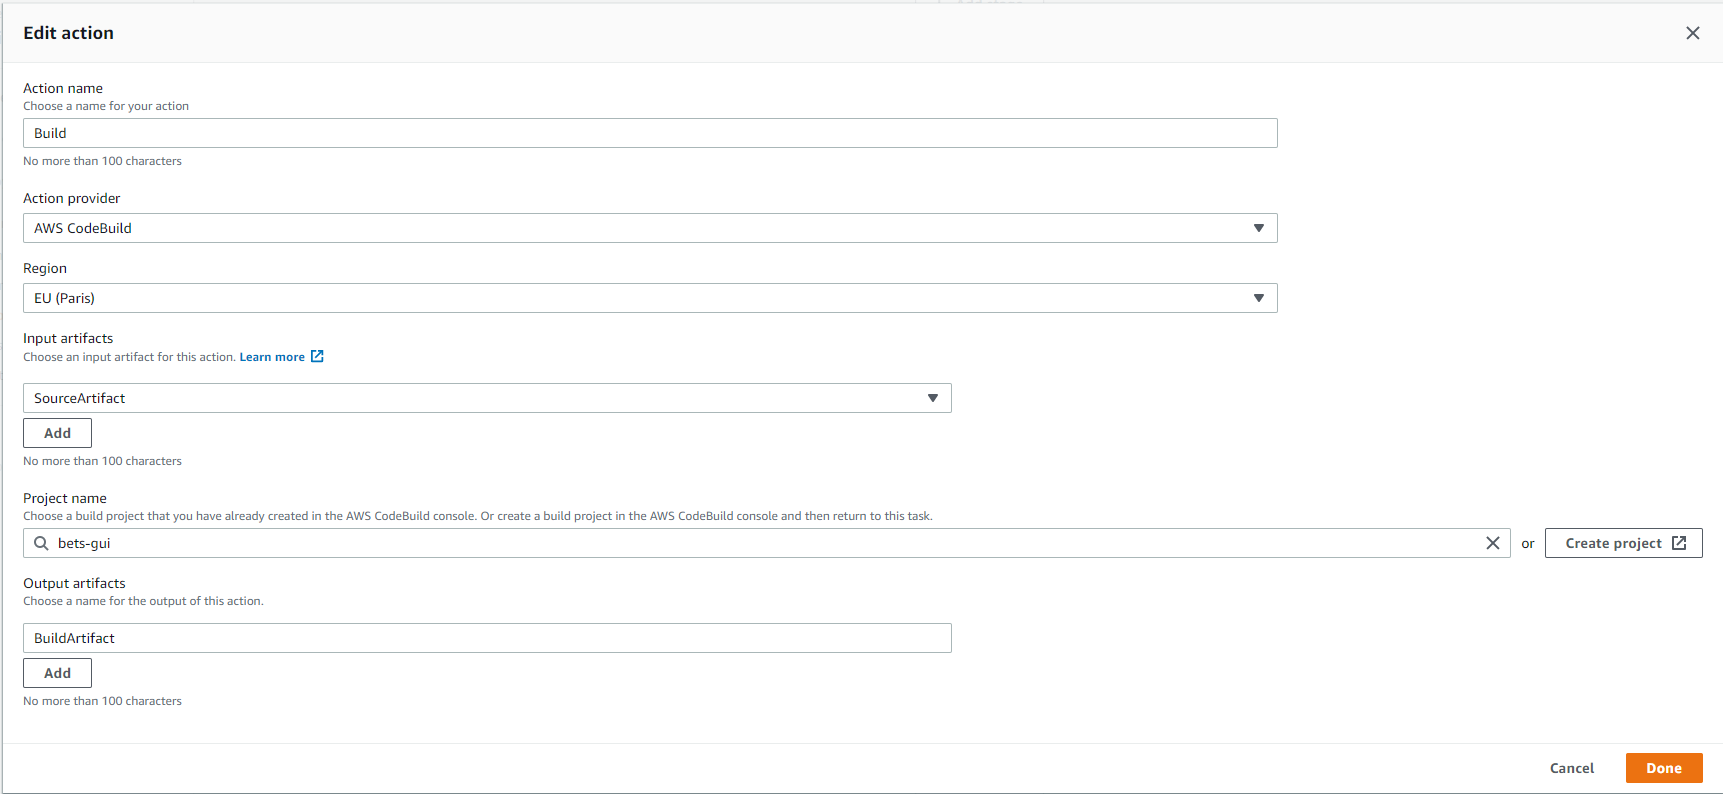 Edit action
Action name
Choose a name for your action
Build
No more than 100 characters
Action provider
AWS CodeBuild
Region
EU (Paris)
Input artifacts
Choose an input artifact for this action. Learn more
SourceArtifact
Add
No more than 100 characters
Project name
Choose a build project that you have already created in the AWS CodeBuild console. Or create a build project in the AWS CodeBuild console and then return to this task.
bets-gui or Create project
Output artifacts
Choose a name for the output of this action.
BuildArtifact
Add
No more than 100 characters
Cancel Done